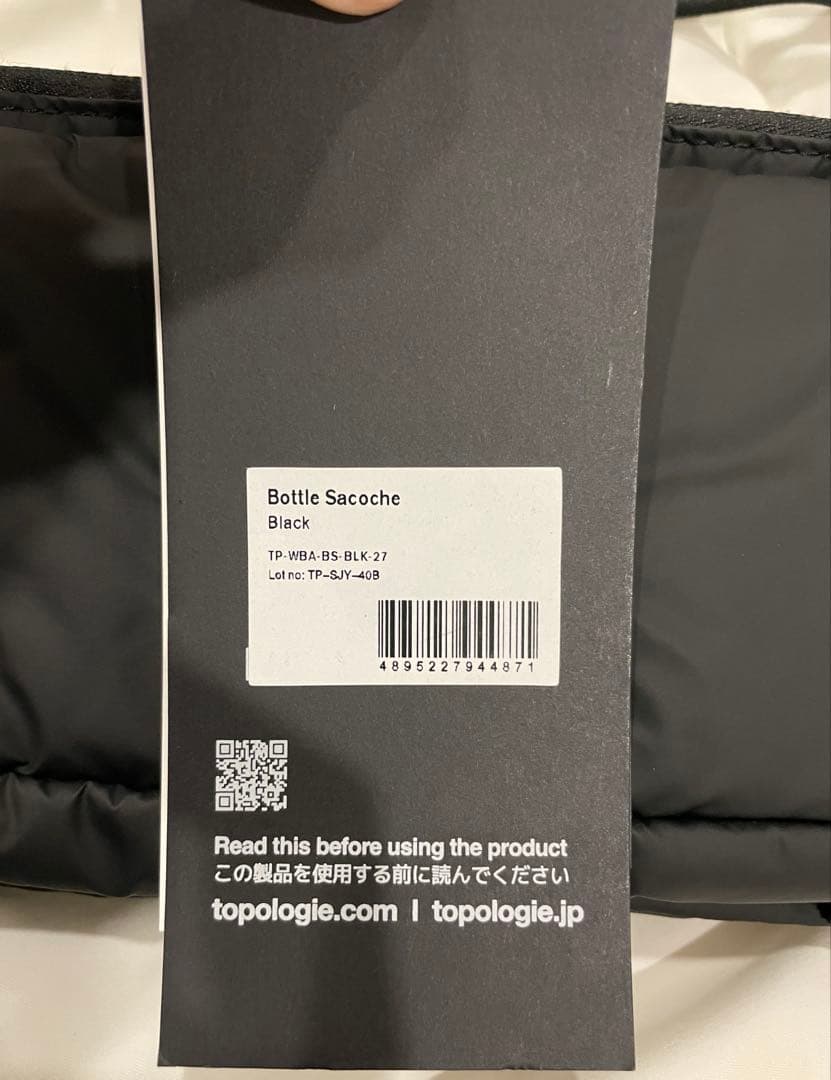 Bottle Sacoche
Black
TP-WBA-BS-BLK-27
Lot no: TP-SJY-40B
4895227944871
Read this before using the product
この製品を使用する前に読んでください
topologie.com | topologie.jp